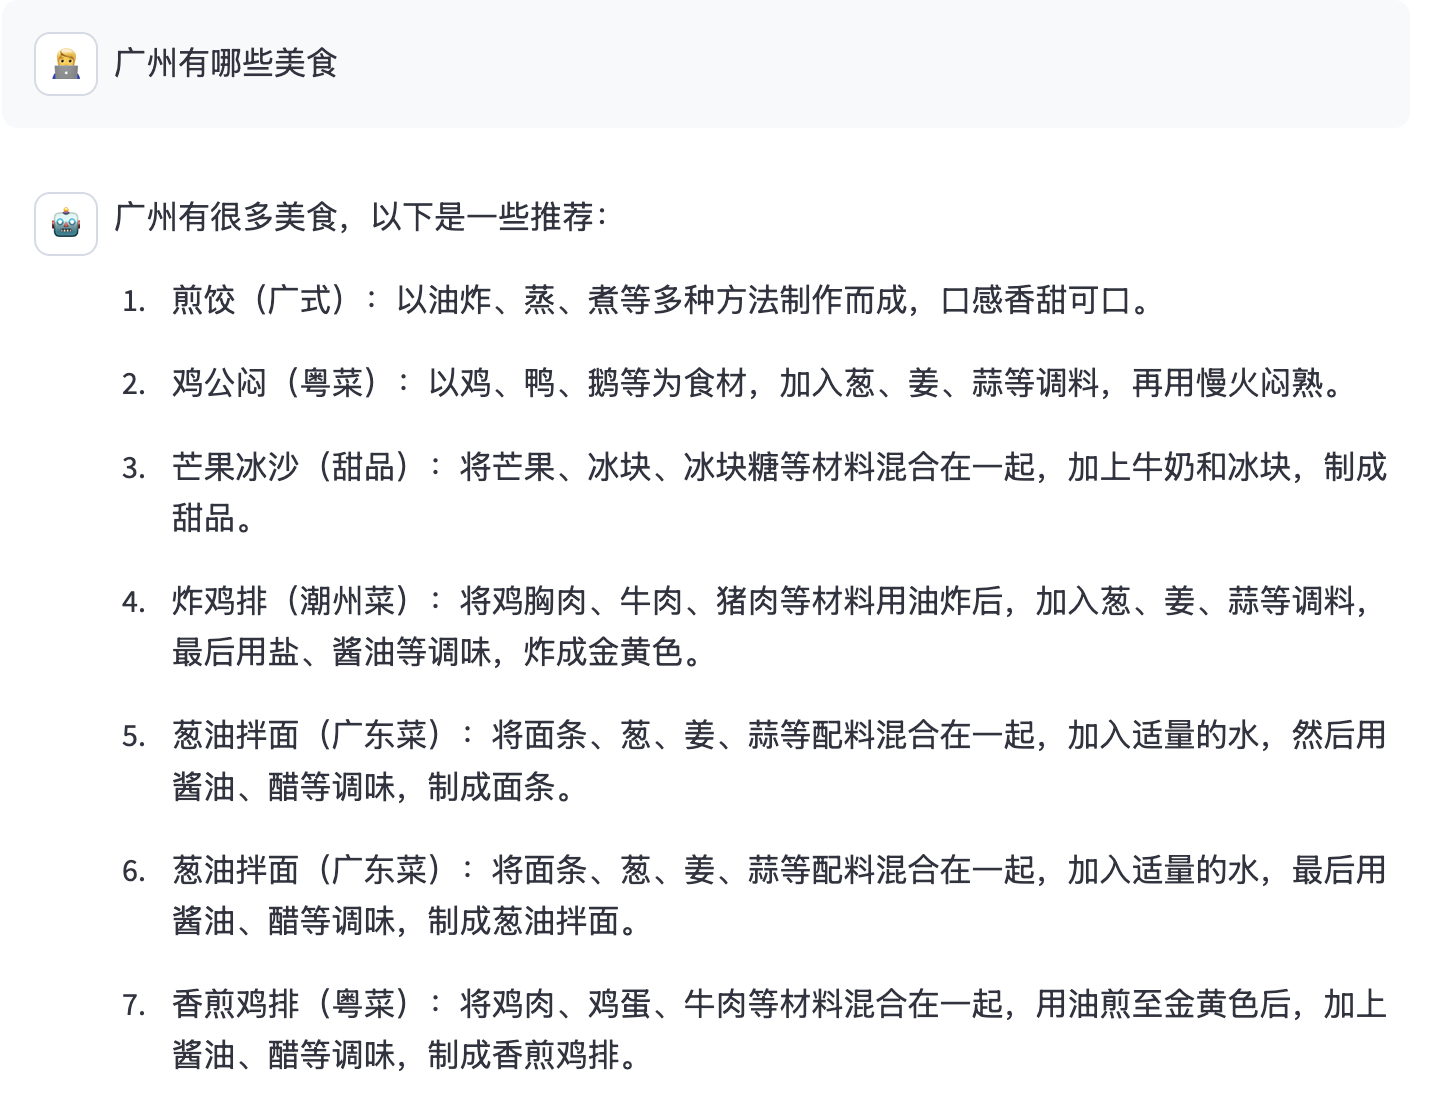 广州有哪些美食
广州有很多美食，以下是一些推荐：
1. 煎饺（广式）：以油炸、蒸、煮等多种方法制作而成，口感香甜可口。
2. 鸡公闷（粤菜）：以鸡、鸭、鹅等为食材，加入葱、姜、蒜等调料，再用慢火闷熟。
3. 芒果冰沙（甜品）：将芒果、冰块、冰块糖等材料混合在一起，加上牛奶和冰块，制成
甜品。
4. 炸鸡排（潮州菜）：将鸡胸肉、牛肉、猪肉等材料用油炸后，加入葱、姜、蒜等调料，
最后用盐、酱油等调味，炸成金黄色。
5. 葱油拌面（广东菜）：将面条、葱、姜、蒜等配料混合在一起，加入适量的水，然后用
酱油、醋等调味，制成面条。
6. 葱油拌面（广东菜）：将面条、葱、姜、蒜等配料混合在一起，加入适量的水，最后用
酱油、醋等调味，制成葱油拌面。
7. 香煎鸡排（粤菜）：将鸡肉、鸡蛋、牛肉等材料混合在一起，用油煎至金黄色后，加上
酱油、醋等调味，制成香煎鸡排。